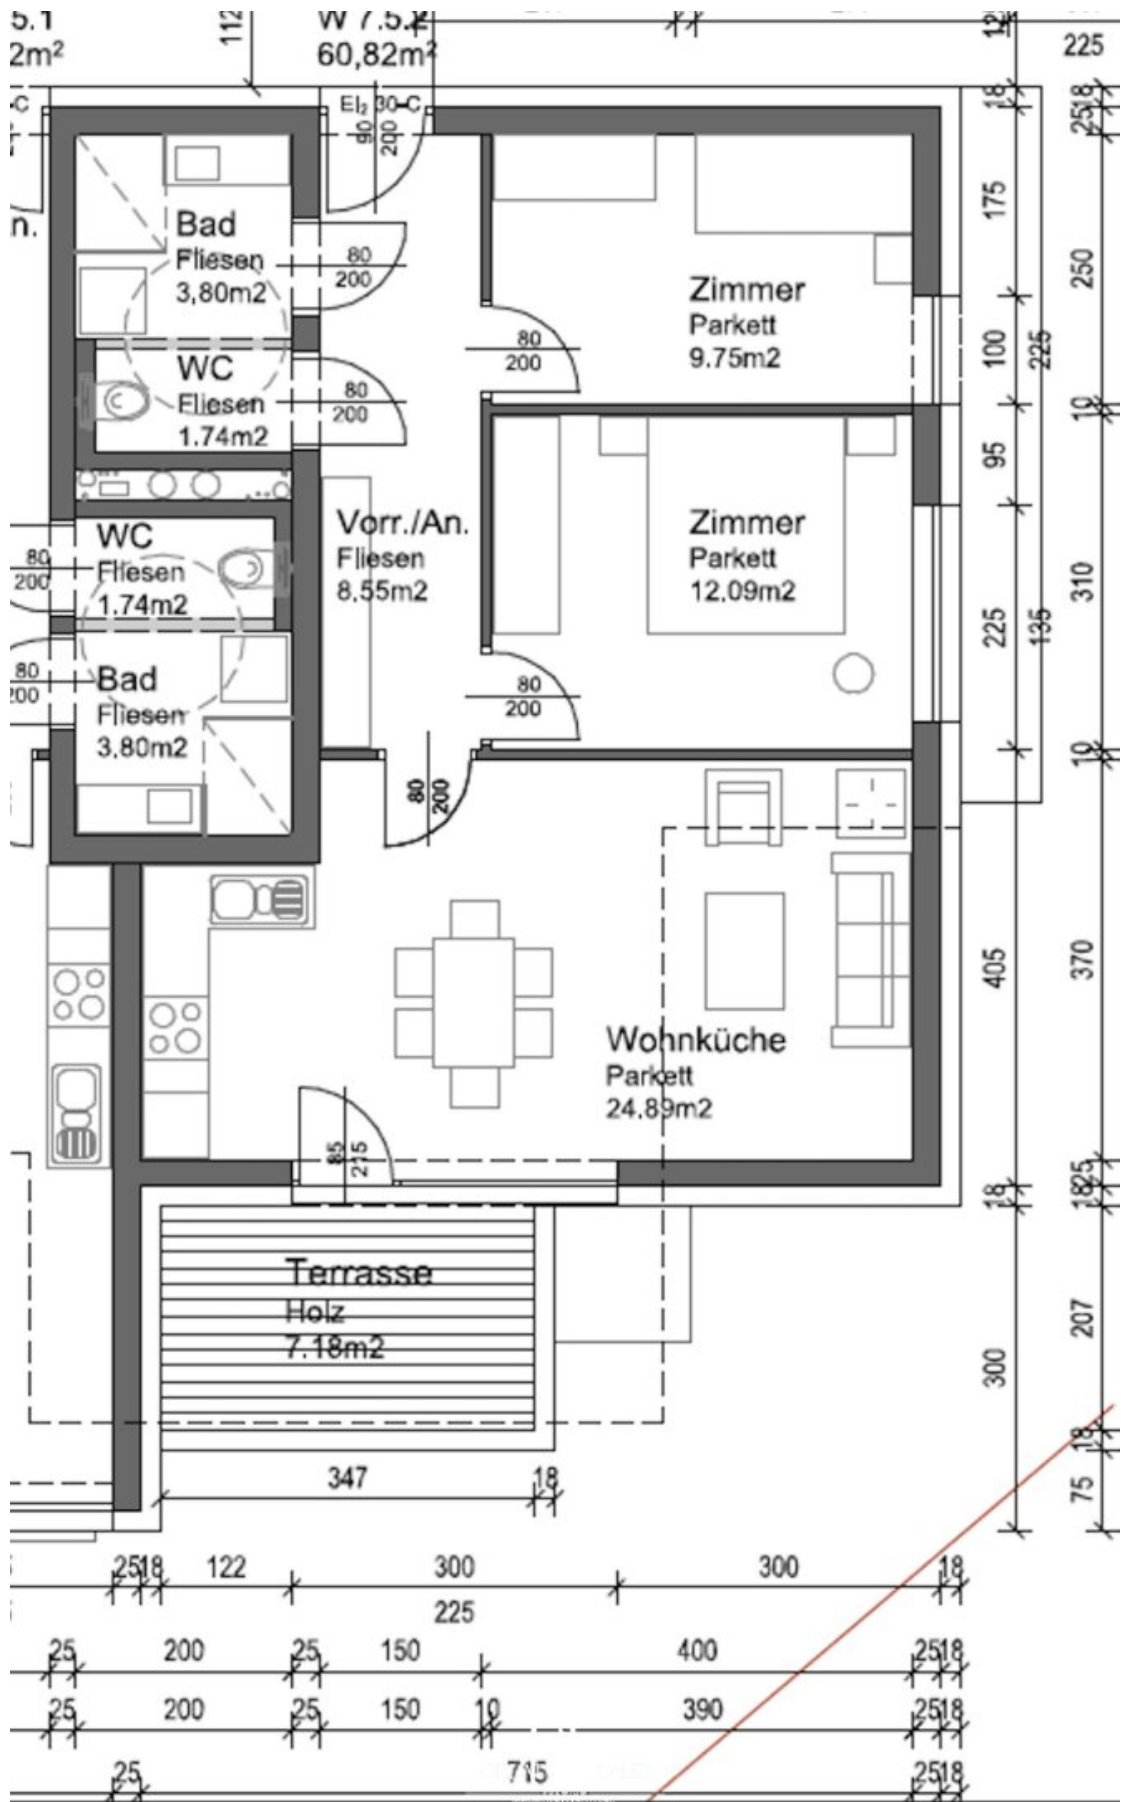 5.1
2m²
112
W 7.5.2
60,82m²
225
EI₂ 30-C
90
200
Bad
Fliesen
3,80m2
80
200
WC
Fliesen
1.74m2
80
200
Zimmer
Parkett
9.75m2
80
200
Vorr./An.
Fliesen
8.55m2
Zimmer
Parkett
12.09m2
80
200
WC
Fliesen
1.74m2
80
200
Bad
Fliesen
3,80m2
80
200
80
200
n.
Wohnküche
Parkett
24.89m2
85
215
Terrasse
Holz
7.18m2
18
175
100
95
225
405
18
300
225
135
25 18
250
10
310
10
370
18 25
207
18
75
347 18
25 18 122 300 300 18
225
25 200 25 150 400 25 18
25 200 25 150 10 390 25 18
25 715 25 18